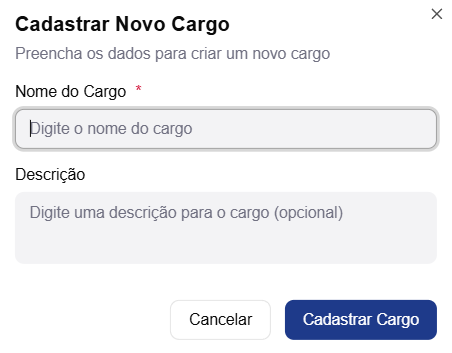 Cadastrar Novo Cargo
Preencha os dados para criar um novo cargo
Nome do Cargo *
Digite o nome do cargo
Descrição
Digite uma descrição para o cargo (opcional)
Cancelar
Cadastrar Cargo